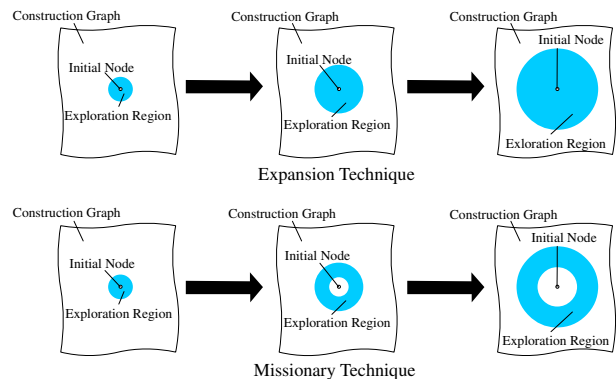 Construction Graph
Initial Node
Exploration Region
Construction Graph
Initial Node
Exploration Region
Construction Graph
Initial Node
Exloration Region
Expansion Technique
Construction Graph
Initial Node
Exploration Region
Construction Graph
Initial Node
Exploration Region
Construction Graph
Initial Node
Exploration Region
Missionary Technique